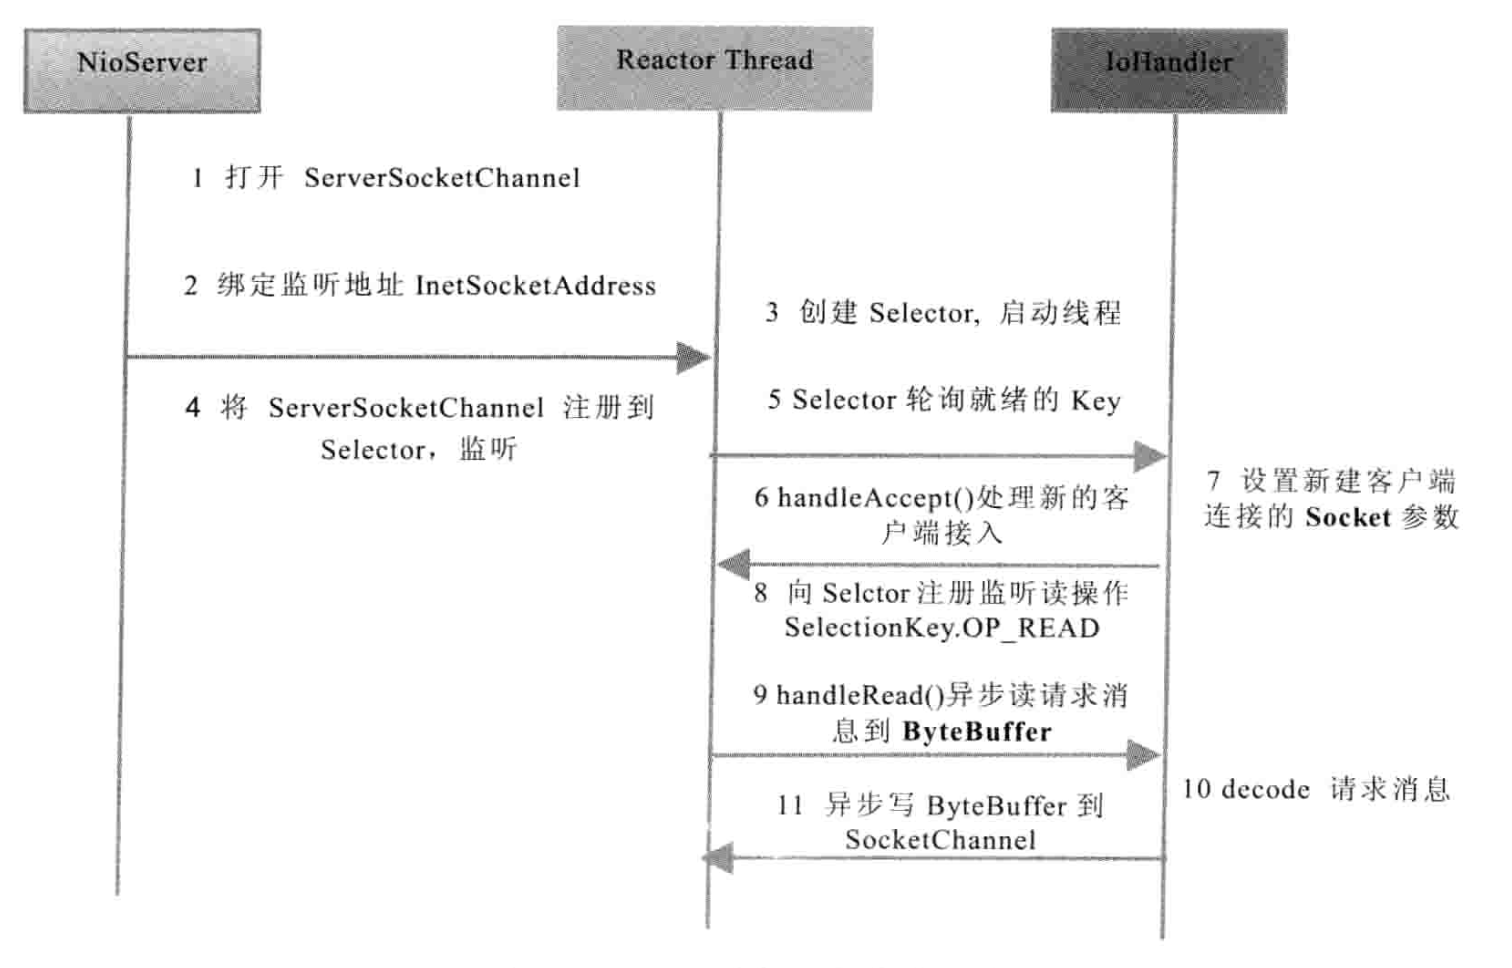 NioServer
Reactor Thread
IoHandler
1 打开 ServerSocketChannel
2 绑定监听地址 InetSocketAddress
3 创建 Selector, 启动线程
4 将 ServerSocketChannel 注册到
Selector，监听
5 Selector 轮询就绪的 Key
6 handleAccept()处理新的客
户端接入
7 设置新建客户端
连接的 Socket 参数
8 向 Selctor 注册监听读操作
SelectionKey.OP_READ
9 handleRead()异步读请求消
息到 ByteBuffer
10 decode 请求消息
11 异步写 ByteBuffer 到
SocketChannel